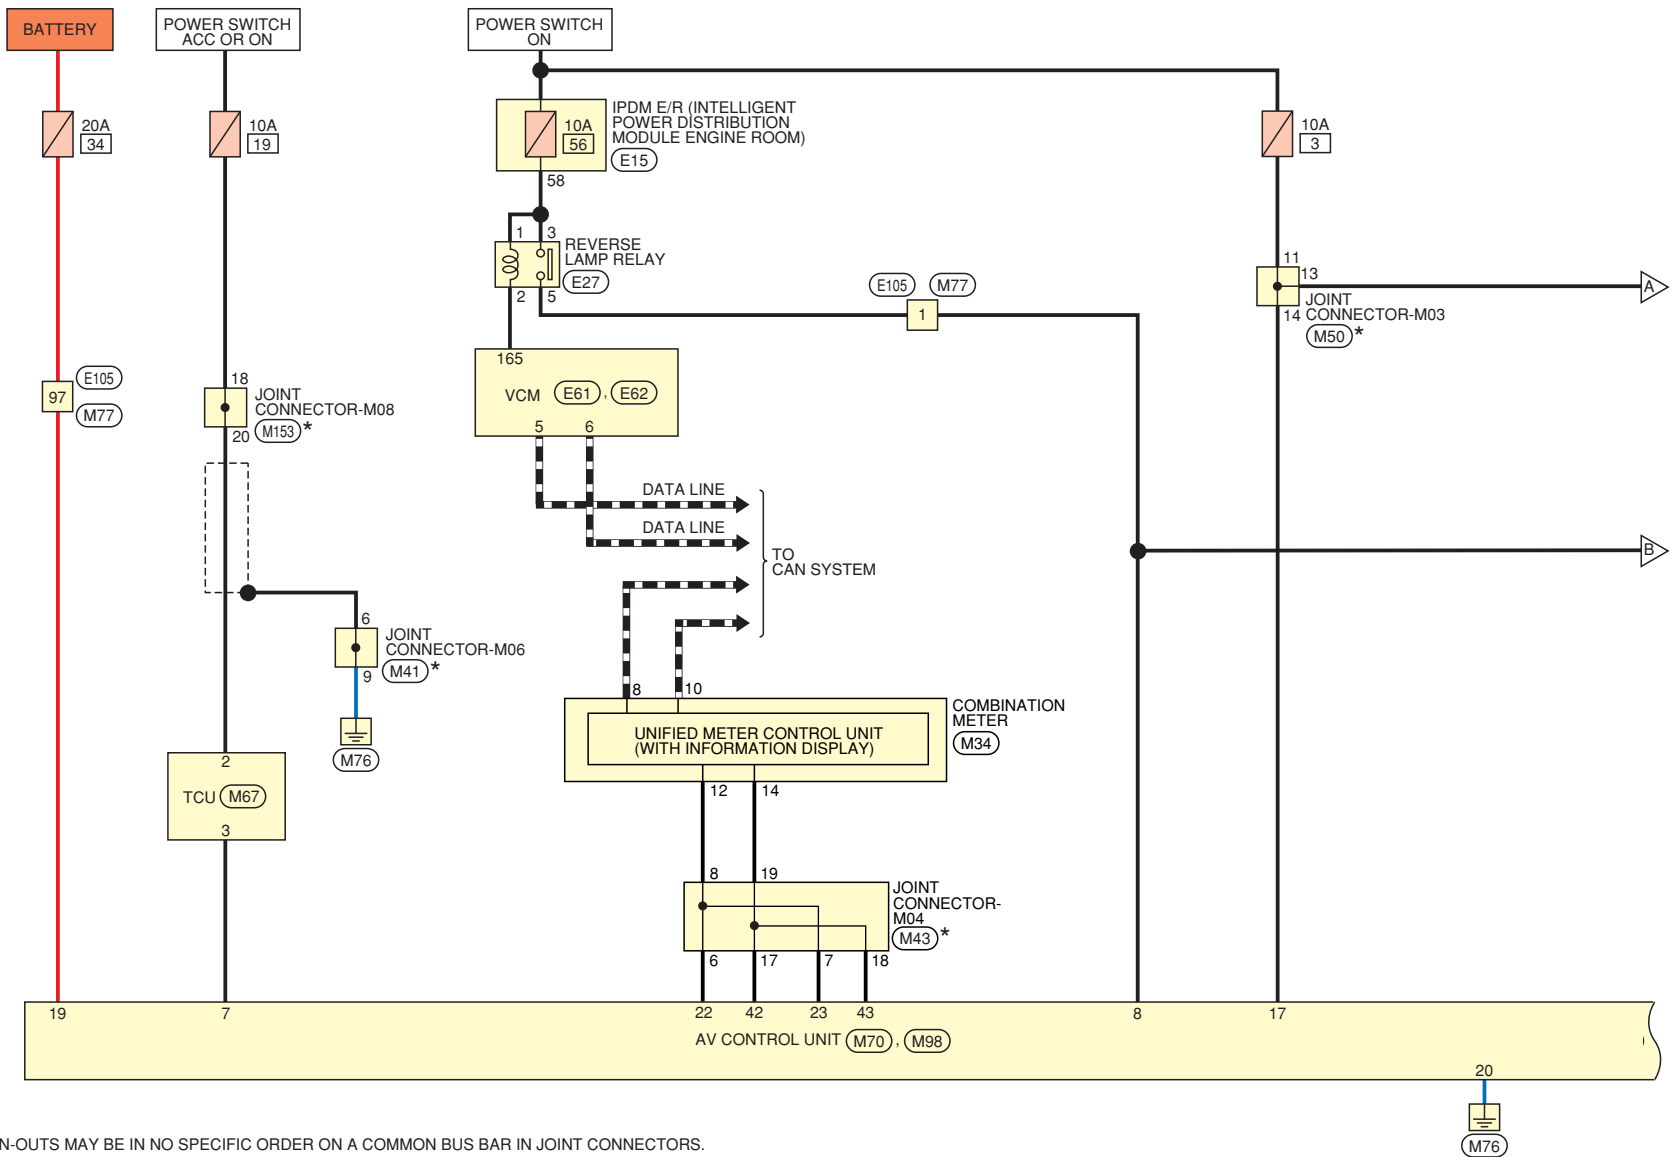 BATTERY
POWER SWITCH
ACC OR ON
POWER SWITCH
ON
20A
34
10A
19
10A
56
IPDM E/R (INTELLIGENT
POWER DISTRIBUTION
MODULE ENGINE ROOM)
E15
10A
3
58
1
3
REVERSE
LAMP RELAY
E27
2
5
E105
M77
1
11
13
A
14
JOINT
CONNECTOR-M03
M50 *
165
VCM
E61 , E62
5
6
97
E105
M77
18
JOINT
CONNECTOR-M08
20
M153 *
DATA LINE
DATA LINE
TO
CAN SYSTEM
B
6
JOINT
CONNECTOR-M06
9
M41 *
M76
8
10
COMBINATION
METER
M34
UNIFIED METER CONTROL UNIT
(WITH INFORMATION DISPLAY)
12
14
2
TCU M67
3
8
19
JOINT
CONNECTOR-
M04
M43 *
6
17
7
18
19
7
22
42
23
43
8
17
AV CONTROL UNIT M70 , M98
20
M76
N-OUTS MAY BE IN NO SPECIFIC ORDER ON A COMMON BUS BAR IN JOINT CONNECTORS.